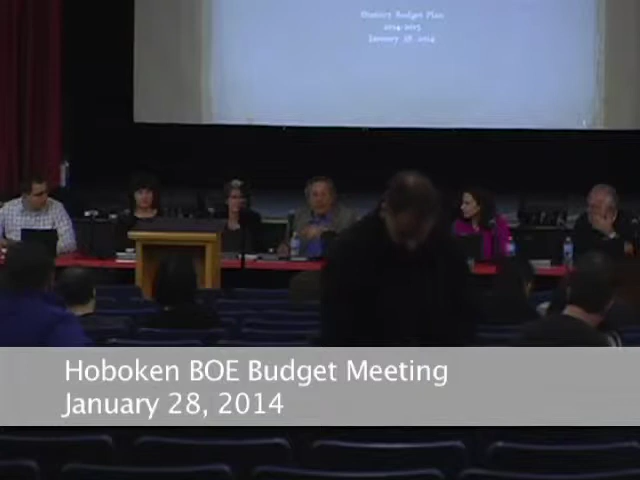 District Budget Plan
2014-2015
January 28, 2014
Hoboken BOE Budget Meeting
January 28, 2014